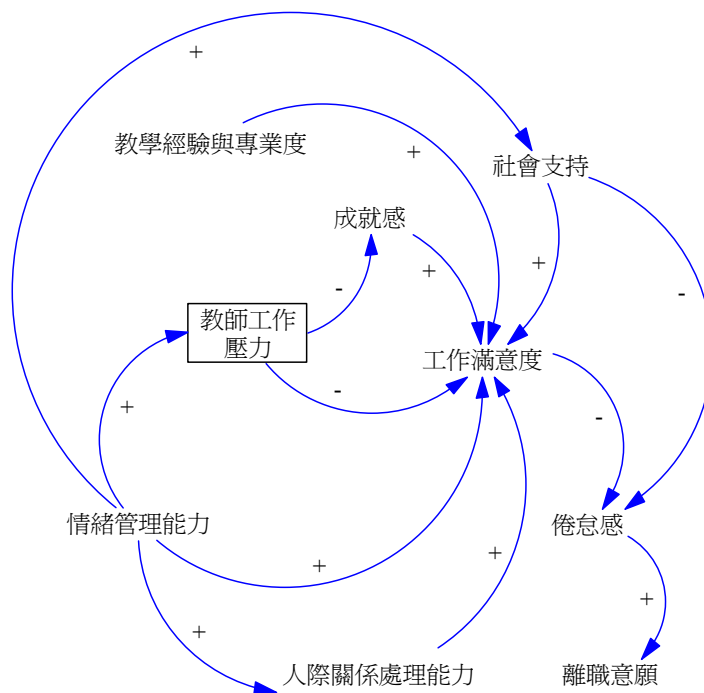 +
教學經驗與專業度
+
社會支持
成就感
+
+
-
-
教師工作
壓力
工作滿意度
-
-
+
情緒管理能力
倦怠感
+
+
+
+
人際關係處理能力
離職意願